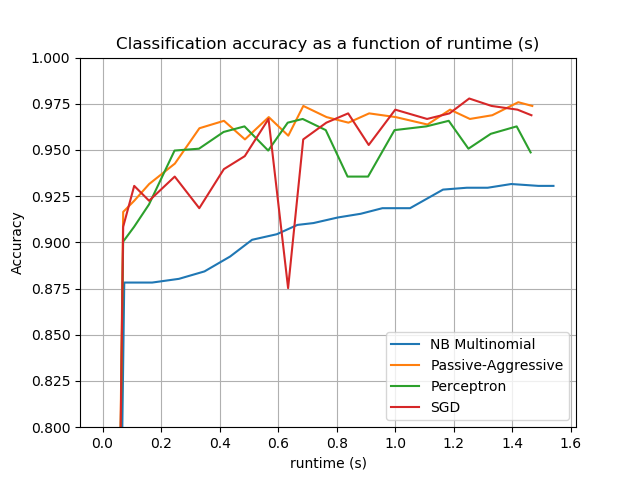 Classification accuracy as a function of runtime (s)
1.000
0.975
0.950
0.925
0.900
0.875
0.850
0.825
0.800
Accuracy
NB Multinomial
Passive-Aggressive
Perceptron
SGD
0.0 0.2 0.4 0.6 0.8 1.0 1.2 1.4 1.6
runtime (s)